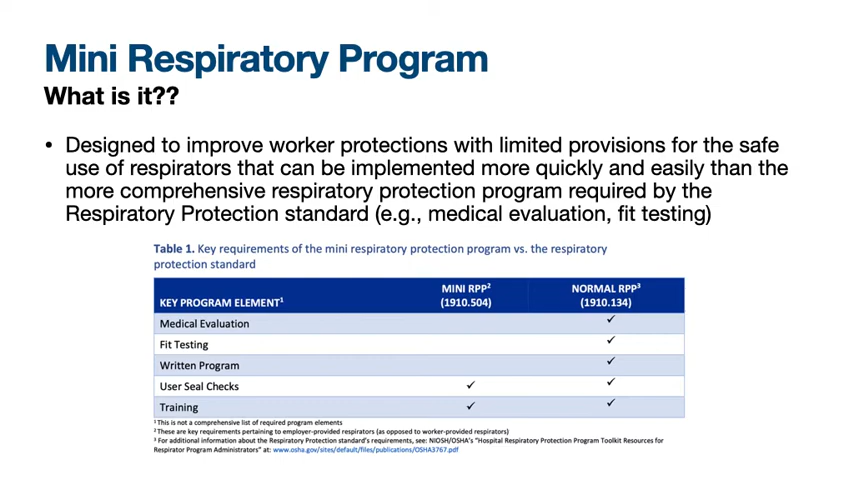 Mini Respiratory Program
What is it??
• Designed to improve worker protections with limited provisions for the safe
use of respirators that can be implemented more quickly and easily than the
more comprehensive respiratory protection program required by the
Respiratory Protection standard (e.g., medical evaluation, fit testing)
Table 1. Key requirements of the mini respiratory protection program vs. the respiratory
protection standard
KEY PROGRAM ELEMENT¹ MINI RPP² (1910.504) NORMAL RPP³ (1910.134)
Medical Evaluation ✓
Fit Testing ✓
Written Program ✓
User Seal Checks ✓ ✓
Training ✓ ✓
¹ This is not a comprehensive list of required program elements
² These are key requirements pertaining to employer-provided respirators (as opposed to worker-provided respirators)
³ For additional information about the Respiratory Protection standard's requirements, see: NIOSH/OSHA's "Hospital Respiratory Protection Program Toolkit Resources for
Respirator Program Administrators" at: www.osha.gov/sites/default/files/publications/OSHA3767.pdf